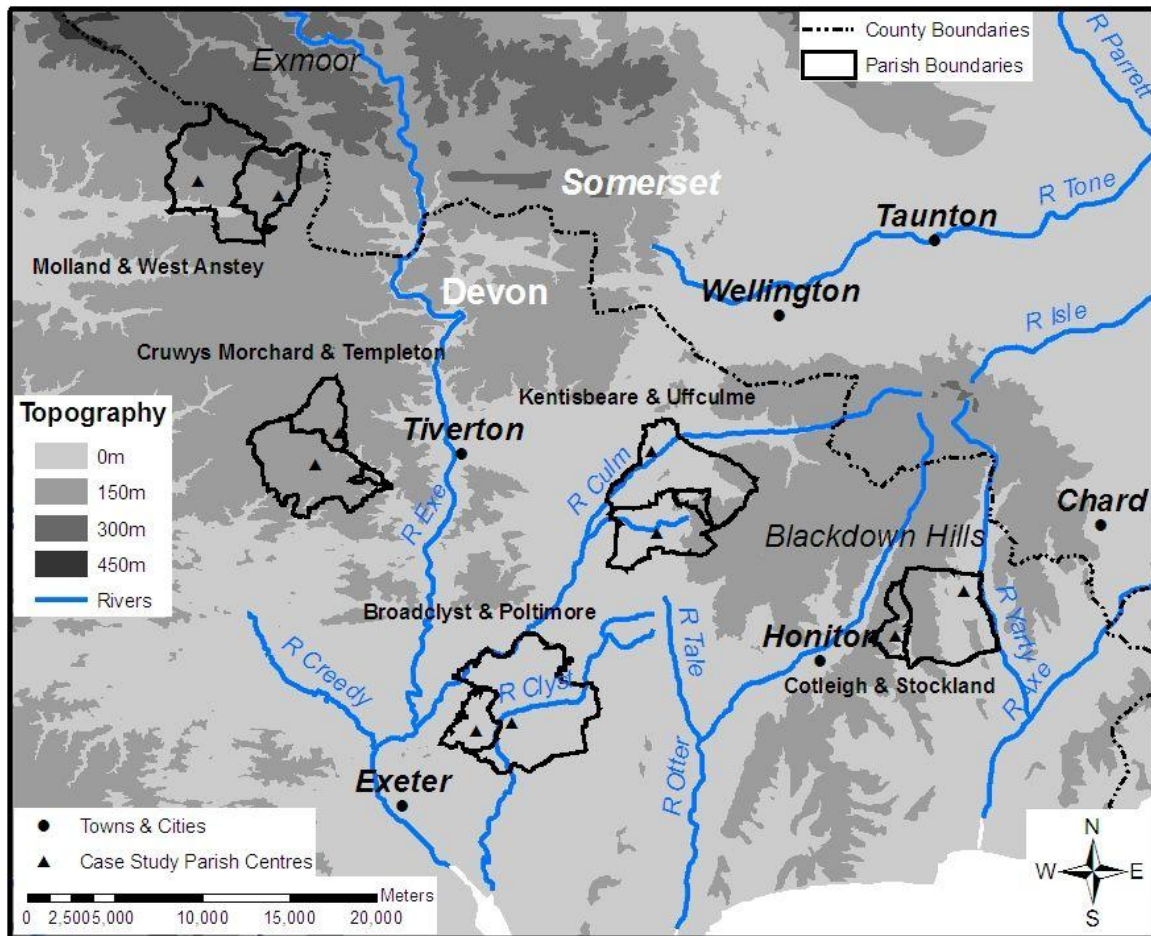 County Boundaries
Parish Boundaries
R Parrett
Exmoor
Somerset
R Tone
Taunton
Molland & West Anstey
Devon
Wellington
R Isle
Cruwys Morchard & Templeton
Kentisbeare & Uffculme
Topography
0m
150m
300m
450m
Rivers
Tiverton
R Exe
R Culm
Chard
Blackdown Hills
Broadclyst & Poltimore
R Creedy
R Clyst
R Tale
Honiton
R Yarty
R Axe
Cotleigh & Stockland
R Otter
Exeter
Towns & Cities
Case Study Parish Centres
Meters
0 2,500 5,000 10,000 15,000 20,000
N
W E
S